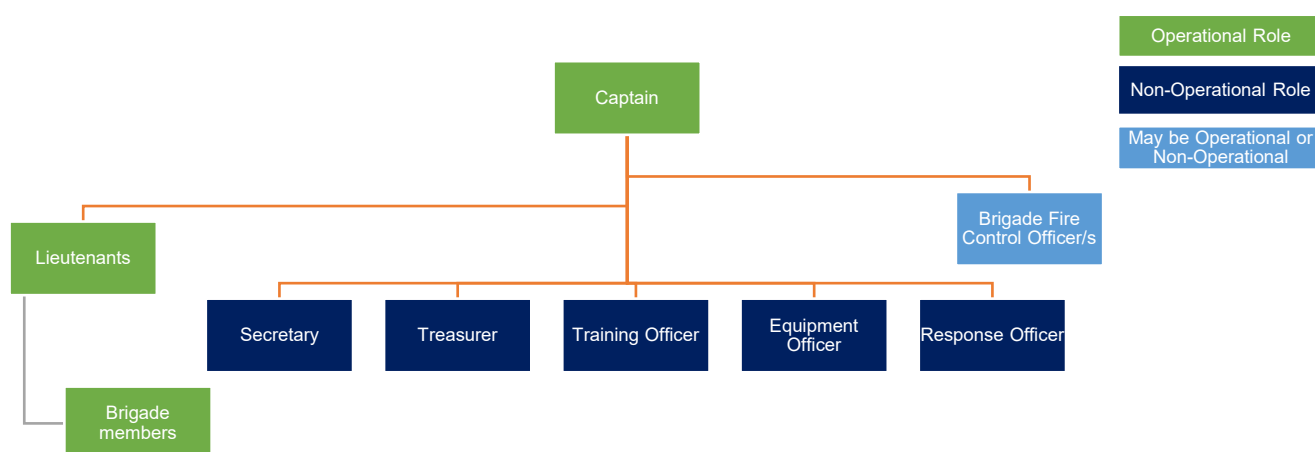 Operational Role
Captain
Non-Operational Role
May be Operational or
Non-Operational
Brigade Fire
Control Officer/s
Lieutenants
Secretary
Treasurer
Training Officer
Equipment
Officer
Response Officer
Brigade
members